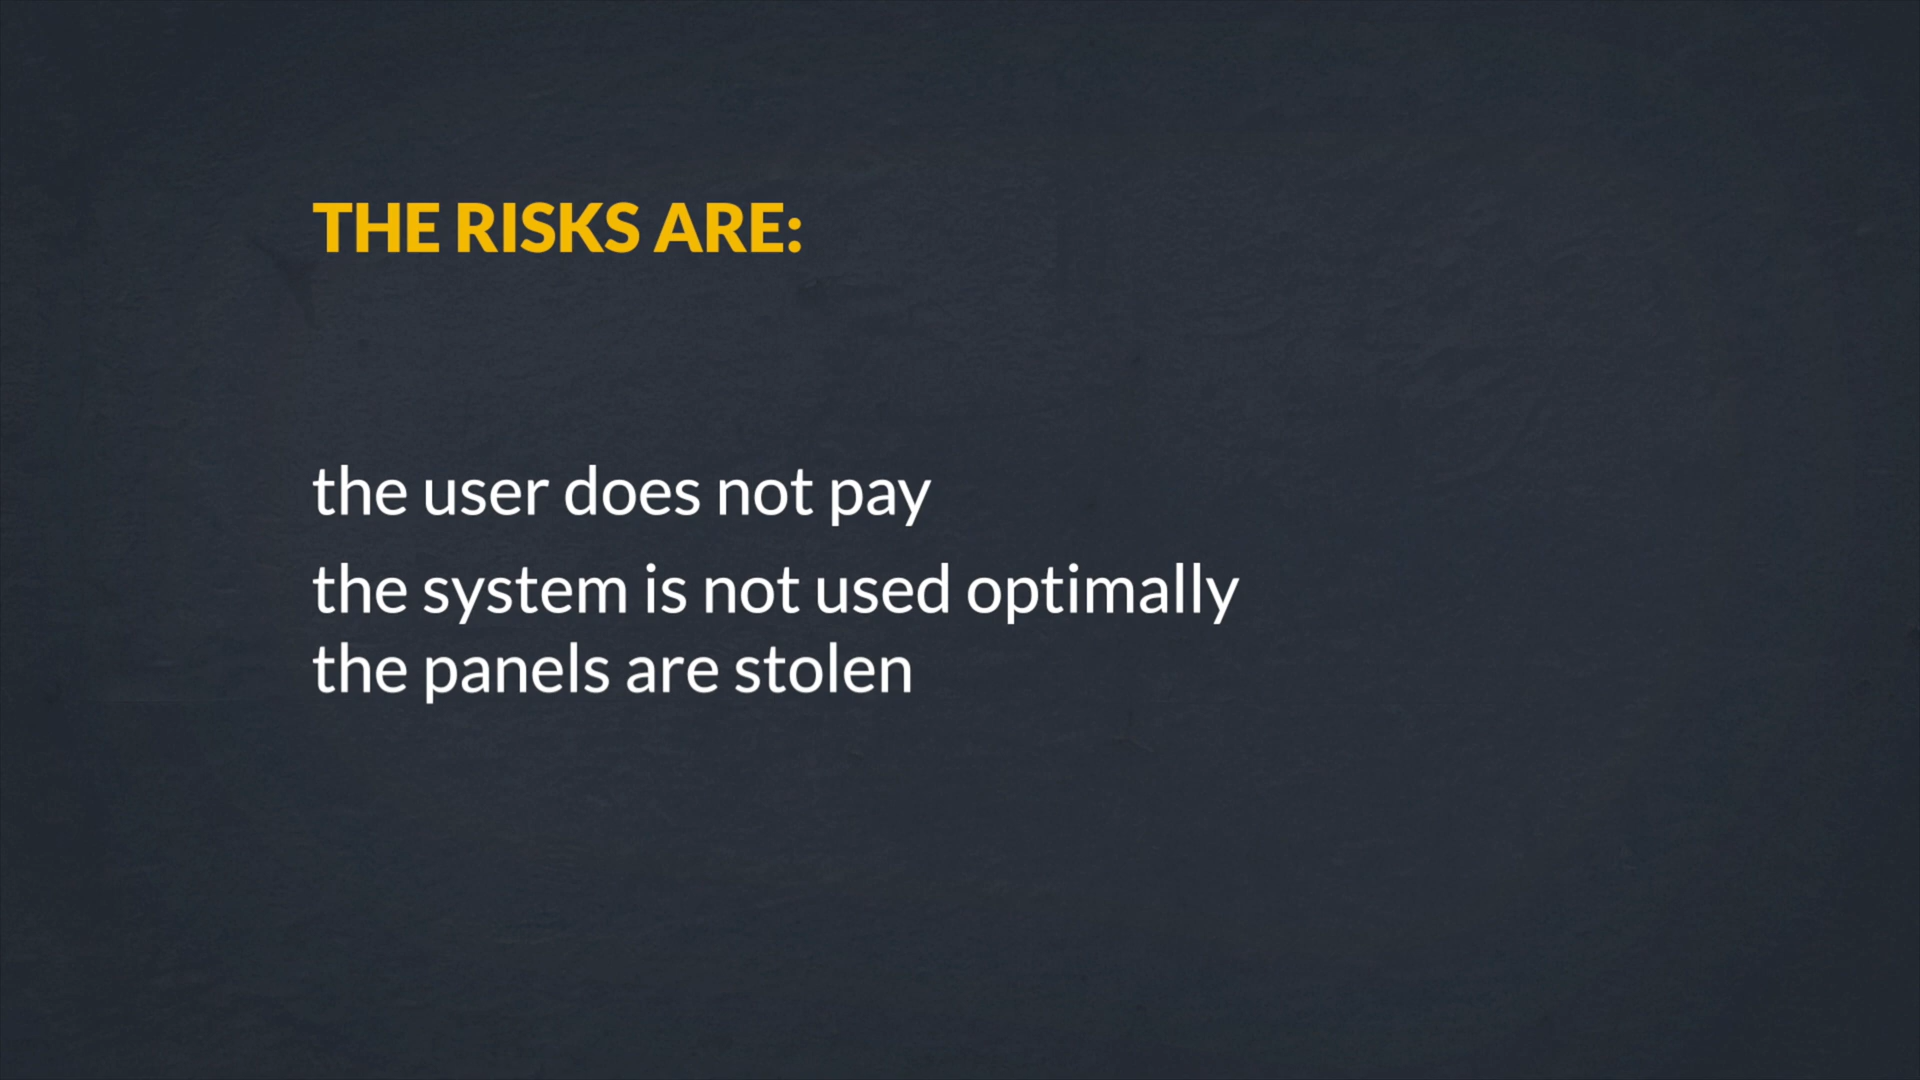 THE RISKS ARE:
the user does not pay
the system is not used optimally
the panels are stolen